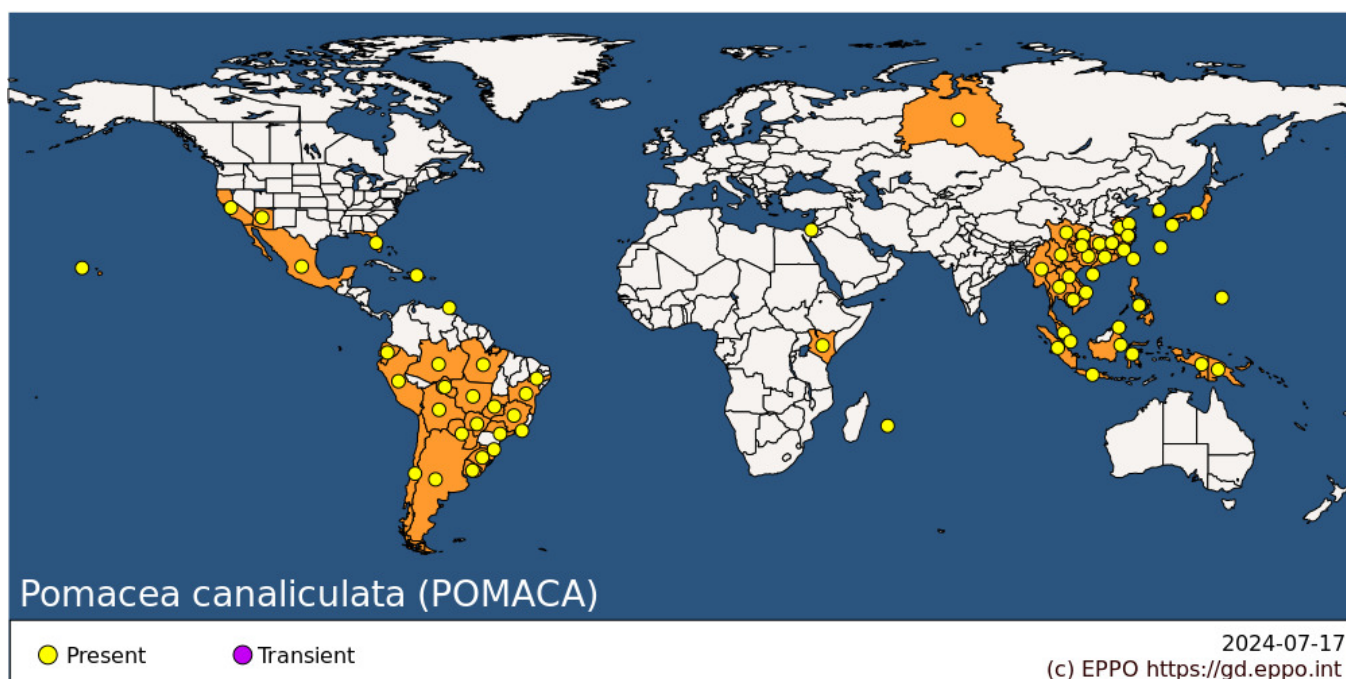 Pomacea canaliculata (POMACA)
Present
Transient
2024-07-17
(c) EPPO https://gd.eppo.int